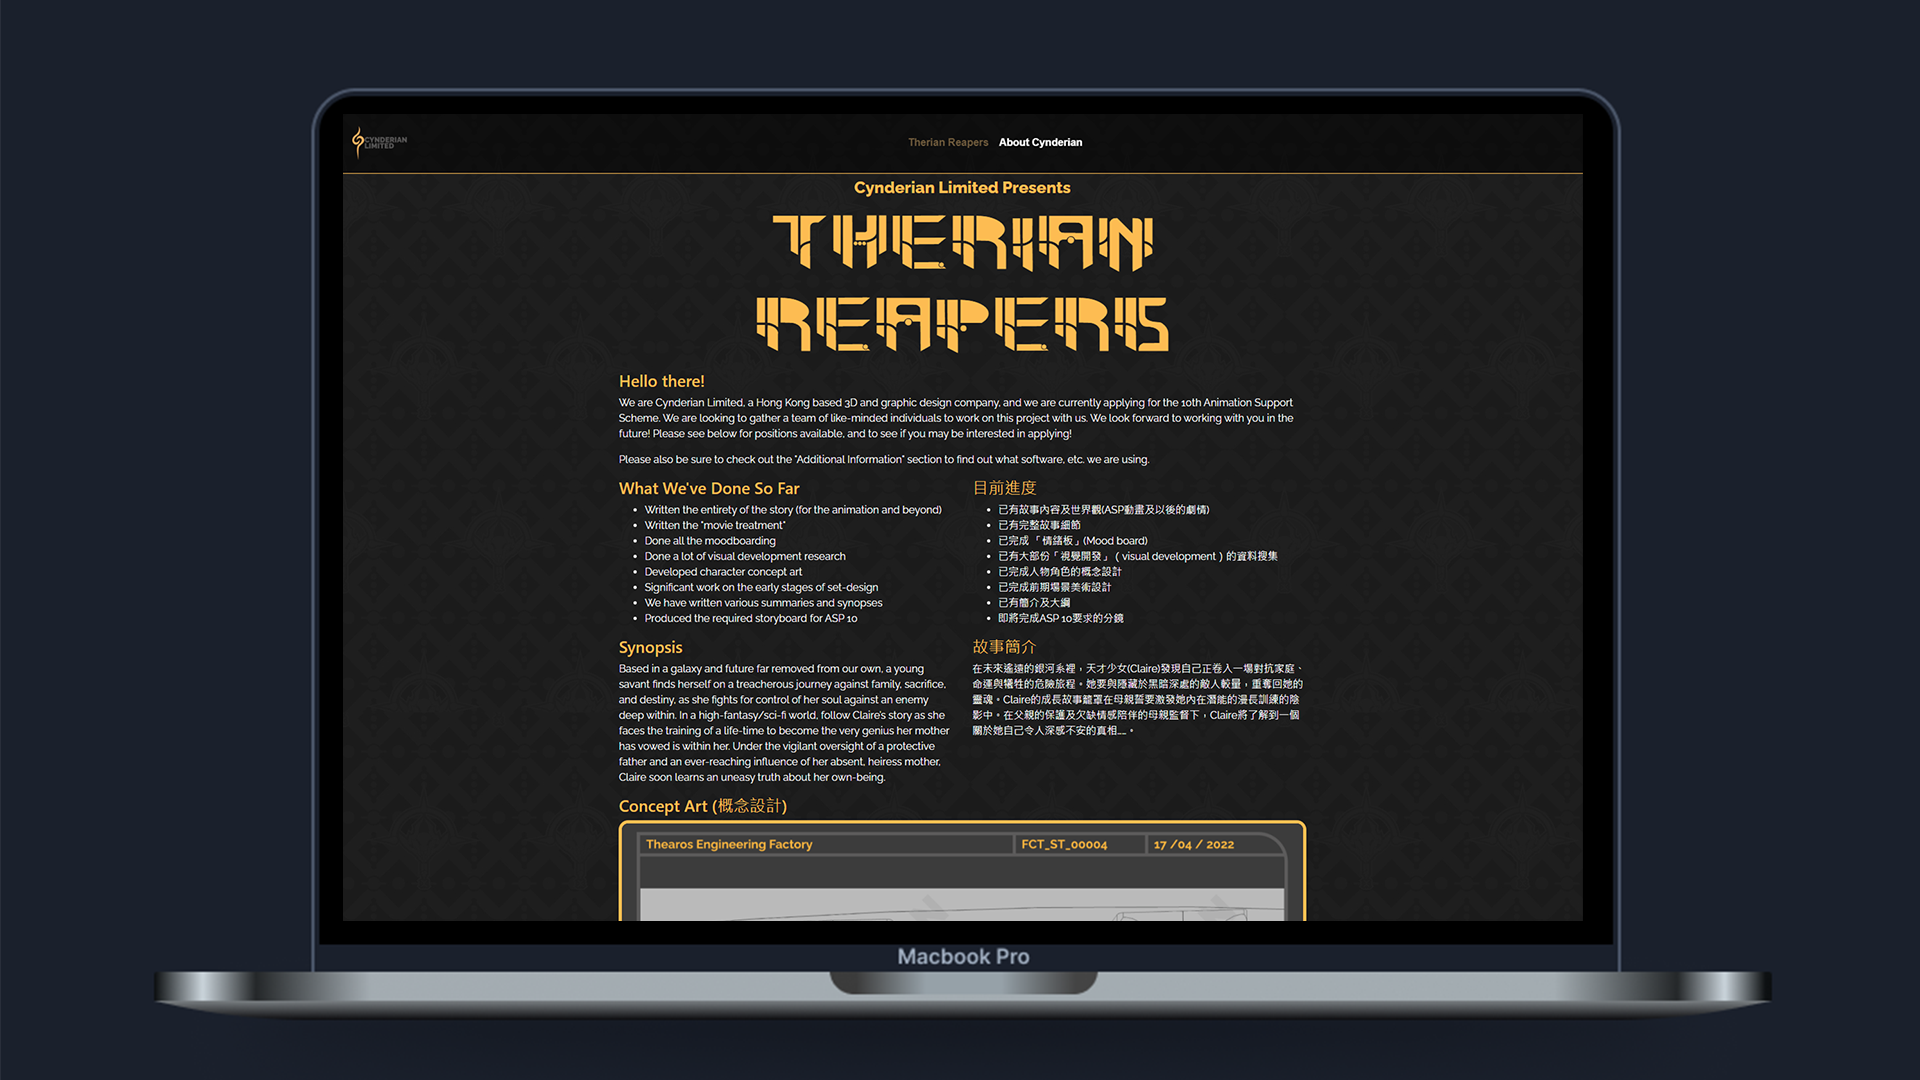 CYNDERIAN
LIMITED
Therian Reapers About Cynderian
Cynderian Limited Presents
THERIAN
REAPERS
Hello there!
We are Cynderian Limited, a Hong Kong based 3D and graphic design company, and we are currently applying for the 10th Animation Support
Scheme. We are looking to gather a team of like-minded individuals to work on this project with us. We look forward to working with you in the
future! Please see below for positions available, and to see if you may be interested in applying!
Please also be sure to check out the "Additional Information" section to find out what software, etc. we are using.
What We've Done So Far
• Written the entirety of the story (for the animation and beyond)
• Written the "movie treatment"
• Done all the moodboarding
• Done a lot of visual development research
• Developed character concept art
• Significant work on the early stages of set-design
• We have written various summaries and synopses
• Produced the required storyboard for ASP 10
目前進度
• 已有故事內容及世界觀(ASP動畫及以後的劇情)
• 已有完整故事細節
• 已完成「情緒板」(Mood board)
• 已有大部份「視覺開發」（visual development）的資料搜集
• 已完成人物角色的概念設計
• 已完成前期場景美術設計
• 已有簡介及大綱
• 即將完成ASP 10要求的分鏡
Synopsis
Based in a galaxy and future far removed from our own, a young
savant finds herself on a treacherous journey against family, sacrifice,
and destiny, as she fights for control of her soul against an enemy
deep within. In a high-fantasy/sci-fi world, follow Claire's story as she
faces the training of a life-time to become the very genius her mother
has vowed is within her. Under the vigilant oversight of a protective
father and an ever-reaching influence of her absent, heiress mother,
Claire soon learns an uneasy truth about her own-being.
故事簡介
在未來遙遠的銀河系裡，天才少女(Claire)發現自己正卷入一場對抗家庭、
命運與犧牲的危險旅程。她要與隱藏於黑暗深處的敵人較量，重奪回她的
靈魂。Claire的成長故事籠罩在母親誓要激發她內在潛能的漫長訓練的陰
影中。在父親的保護及欠缺情感陪伴的母親監督下，Claire將了解到一個
關於她自己令人深感不安的真相......。
Concept Art (概念設計)
Thearos Engineering Factory FCT_ST_00004 17 /04 / 2022
Macbook Pro